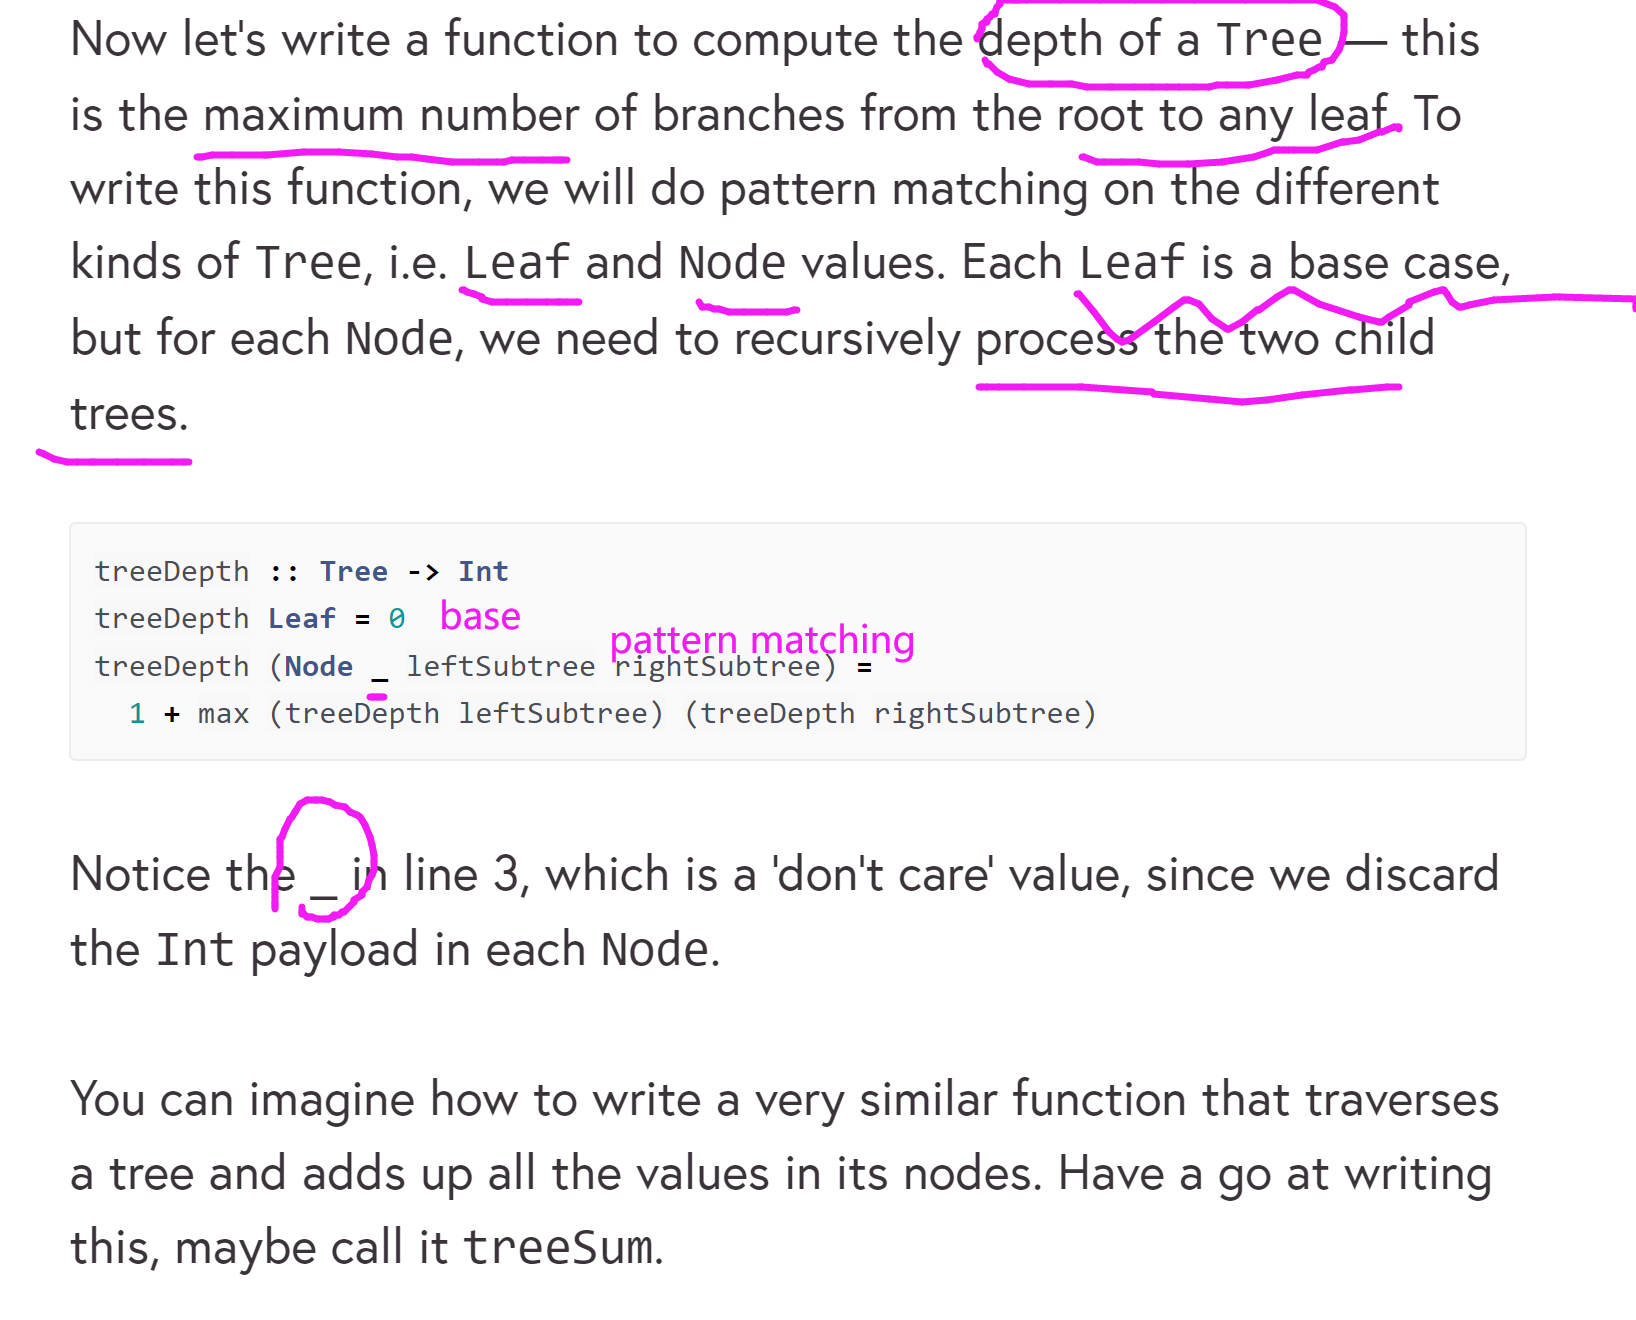 Now let's write a function to compute the depth of a Tree — this
is the maximum number of branches from the root to any leaf. To
write this function, we will do pattern matching on the different
kinds of Tree, i.e. Leaf and Node values. Each Leaf is a base case,
but for each Node, we need to recursively process the two child
trees.
treeDepth :: Tree -> Int
treeDepth Leaf = 0 base
pattern matching
treeDepth (Node _ leftSubtree rightSubtree) =
1 + max (treeDepth leftSubtree) (treeDepth rightSubtree)
Notice the _ in line 3, which is a 'don't care' value, since we discard
the Int payload in each Node.
You can imagine how to write a very similar function that traverses
a tree and adds up all the values in its nodes. Have a go at writing
this, maybe call it treeSum.